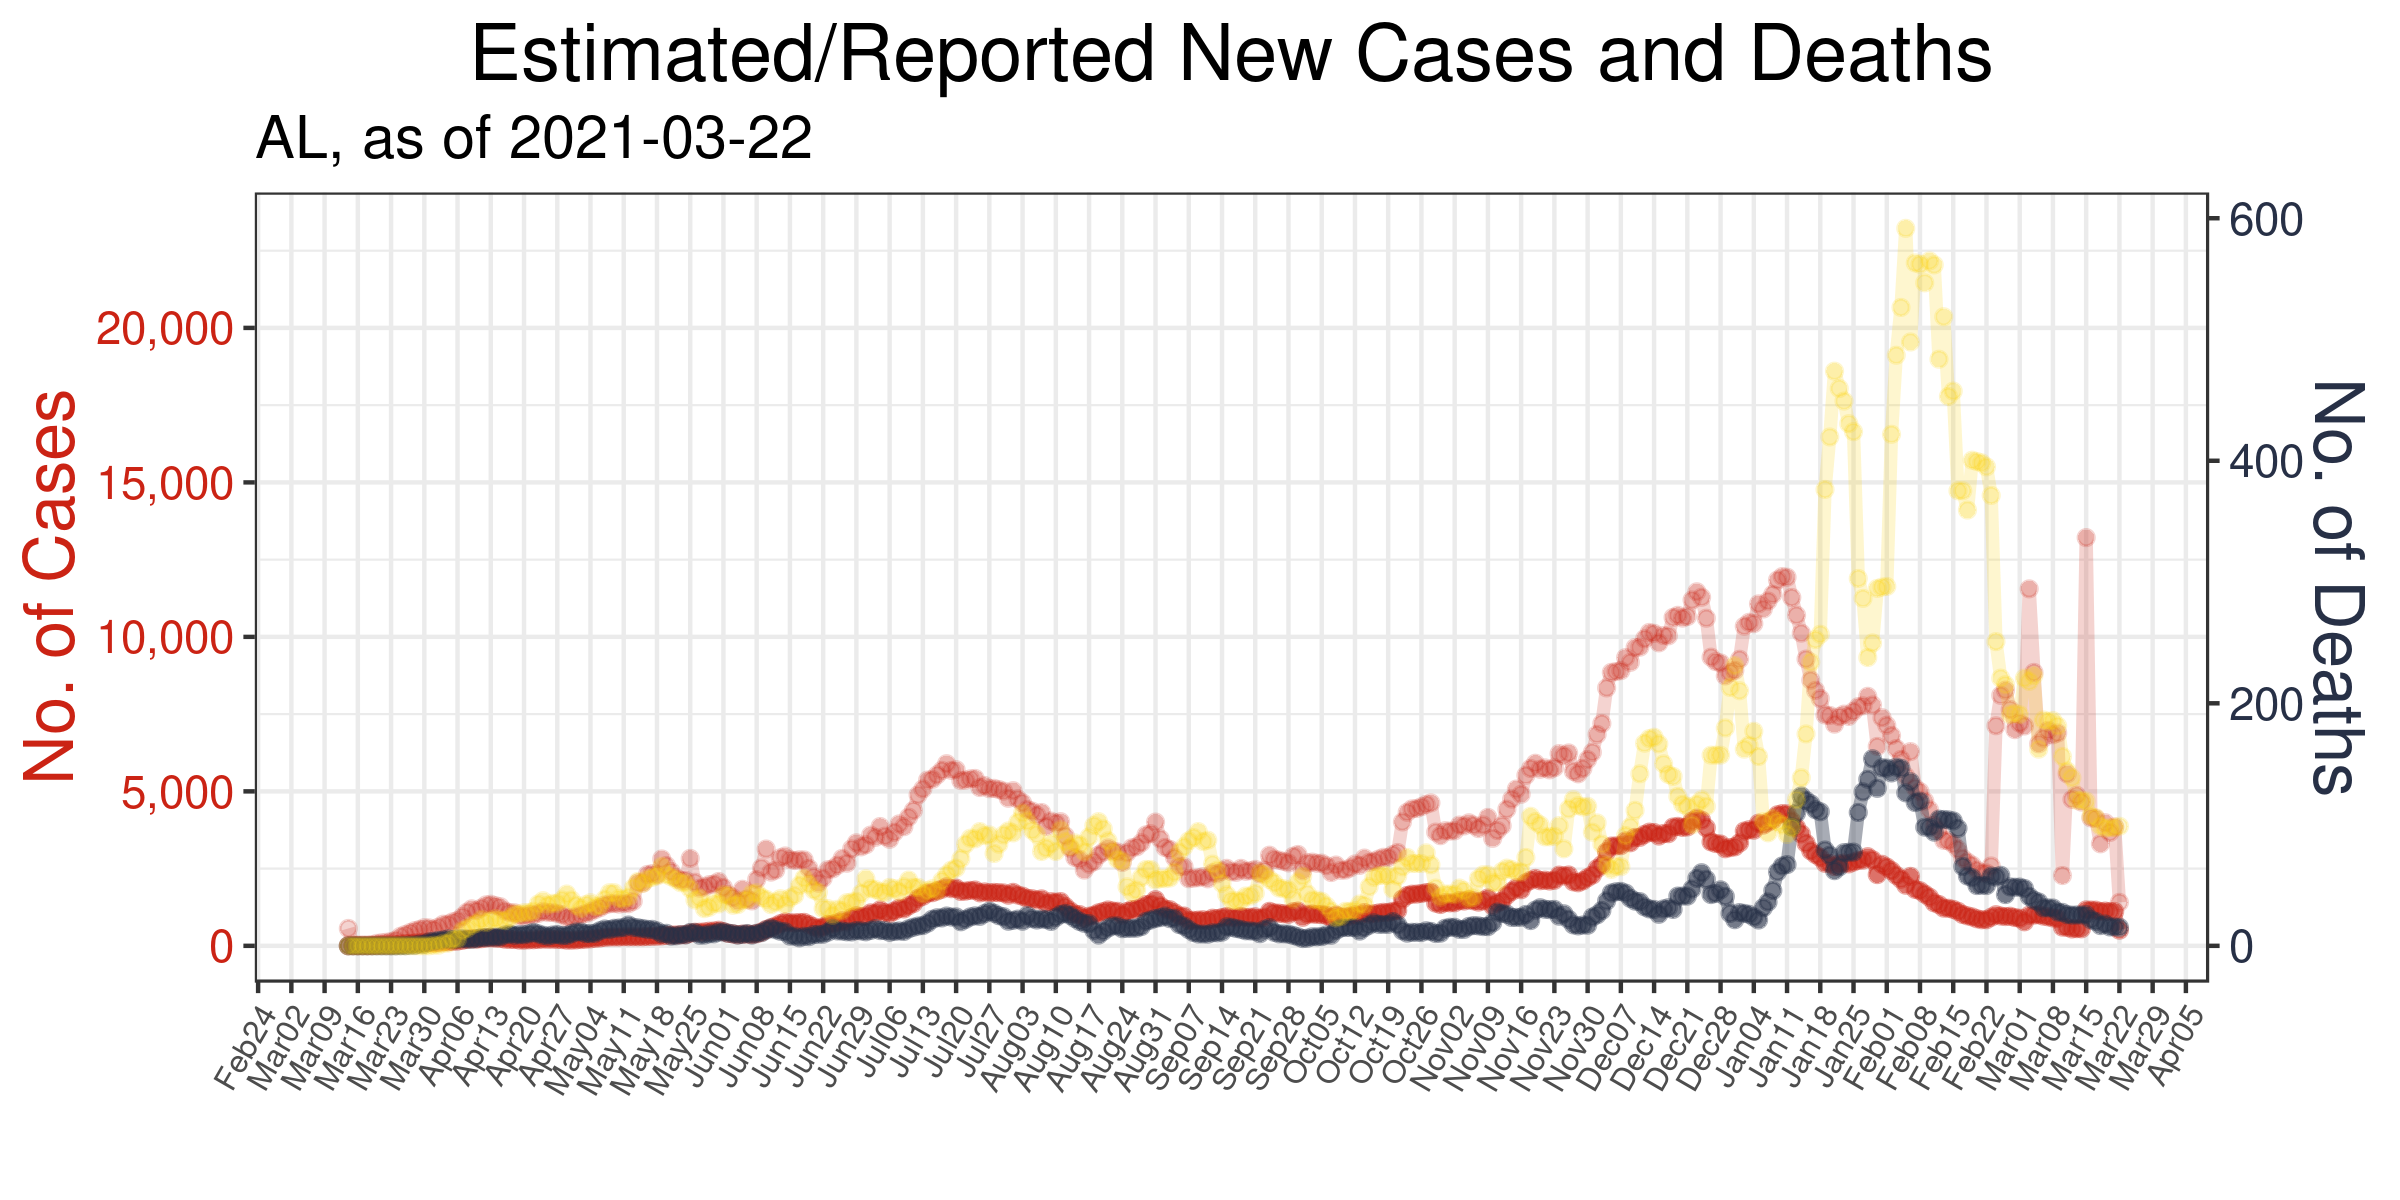 Estimated/Reported New Cases and Deaths
AL, as of 2021-03-22
No. of Cases
20,000
15,000
10,000
5,000
0
600
400
200
0
No. of Deaths
Feb24
Mar02
Mar09
Mar16
Mar23
Mar30
Apr06
Apr13
Apr20
Apr27
May04
May11
May18
May25
Jun01
Jun08
Jun15
Jun22
Jun29
Jul06
Jul13
Jul20
Jul27
Aug03
Aug10
Aug17
Aug24
Aug31
Sep07
Sep14
Sep21
Sep28
Oct05
Oct12
Oct19
Oct26
Nov02
Nov09
Nov16
Nov23
Nov30
Dec07
Dec14
Dec21
Dec28
Jan04
Jan11
Jan18
Jan25
Feb01
Feb08
Feb15
Feb22
Mar01
Mar08
Mar15
Mar22
Mar29
Apr05